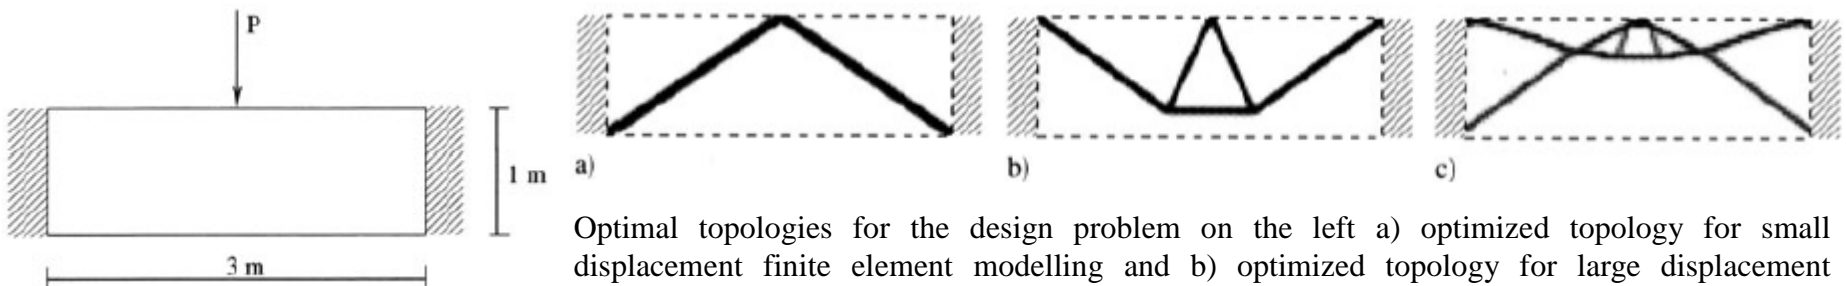 P
1 m
3 m
a)
b)
c)
Optimal topologies for the design problem on the left a) optimized topology for small
displacement finite element modelling and b) optimized topology for large displacement